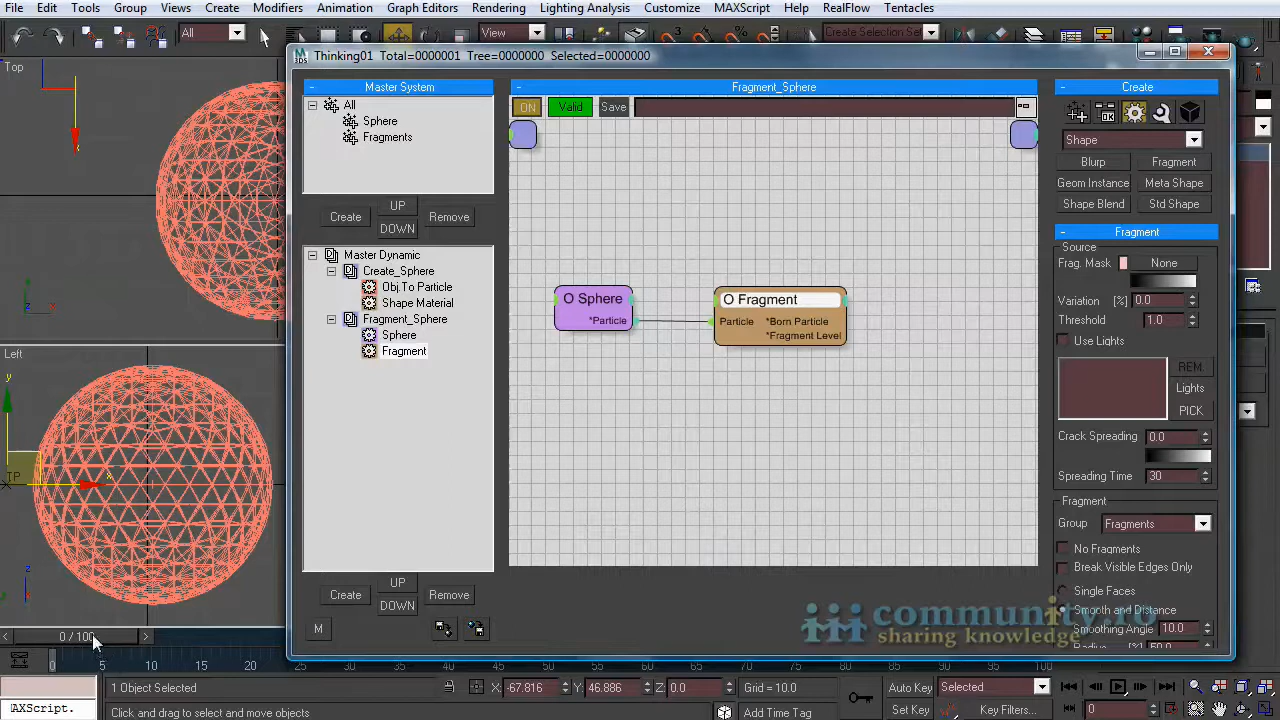 File Edit Tools Group Views Create Modifiers Animation Graph Editors Rendering Lighting Analysis Customize MAXScript Help RealFlow Tentacles
All View Create Selection Set
Thinking01 Total=0000001 Tree=0000000 Selected=0000000
Top
Master System
All
Sphere
Fragments
UP
Create Remove
DOWN
Master Dynamic
Create_Sphere
Obj.To Particle
Shape Material
Fragment_Sphere
Sphere
Fragment
UP
Create Remove
DOWN
M
Fragment_Sphere
ON Valid Save
O Sphere
*Particle
O Fragment
Particle *Born Particle
*Fragment Level
Create
Shape
Blurp Fragment
Geom Instance Meta Shape
Shape Blend Std Shape
Fragment
Source
Frag. Mask None
Variation [%] 0.0
Threshold 1.0
Use Lights
REM.
Lights
PICK
Crack Spreading 0.0
Spreading Time 30
Fragment
Group Fragments
No Fragments
Break Visible Edges Only
Single Faces
Smooth and Distance
Smoothing Angle 10.0
community.ro
sharing knowledge
x
z
Left
y
TP
x
z
x
0 / 100
0 5 10 15 20 25 30 35 40 45 50 55 60 65 70 75 80 85 90 95 100
1 Object Selected X: -67.816 Y: 46.886 Z: 0.0 Grid = 10.0 Auto Key Selected
AXScript. Click and drag to select and move objects Add Time Tag Set Key Key Filters... 0